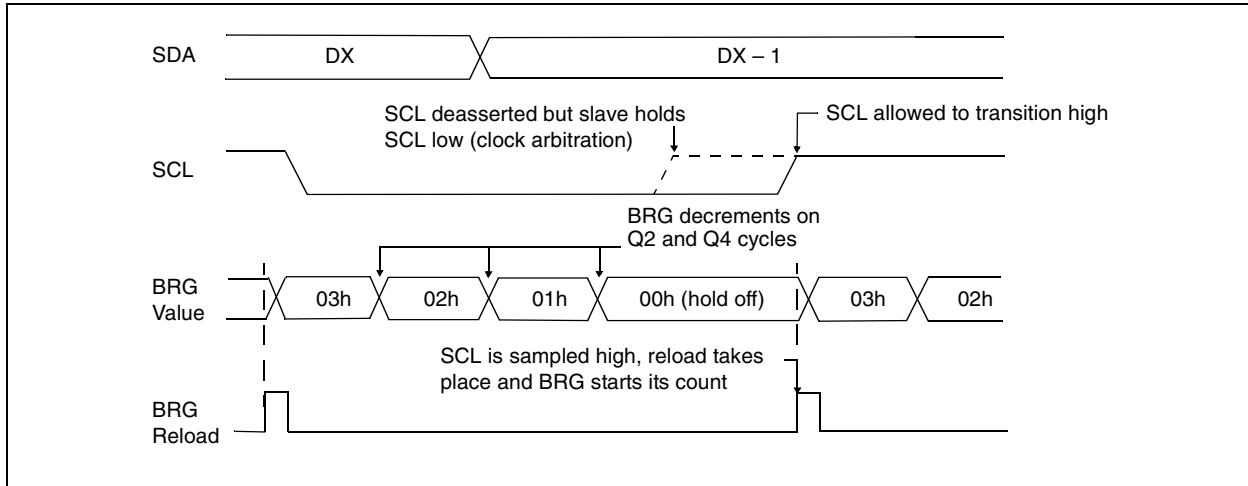 SDA
DX
DX – 1
SCL deasserted but slave holds
SCL low (clock arbitration)
SCL allowed to transition high
SCL
BRG decrements on
Q2 and Q4 cycles
BRG
Value
03h
02h
01h
00h (hold off)
03h
02h
SCL is sampled high, reload takes
place and BRG starts its count
BRG
Reload